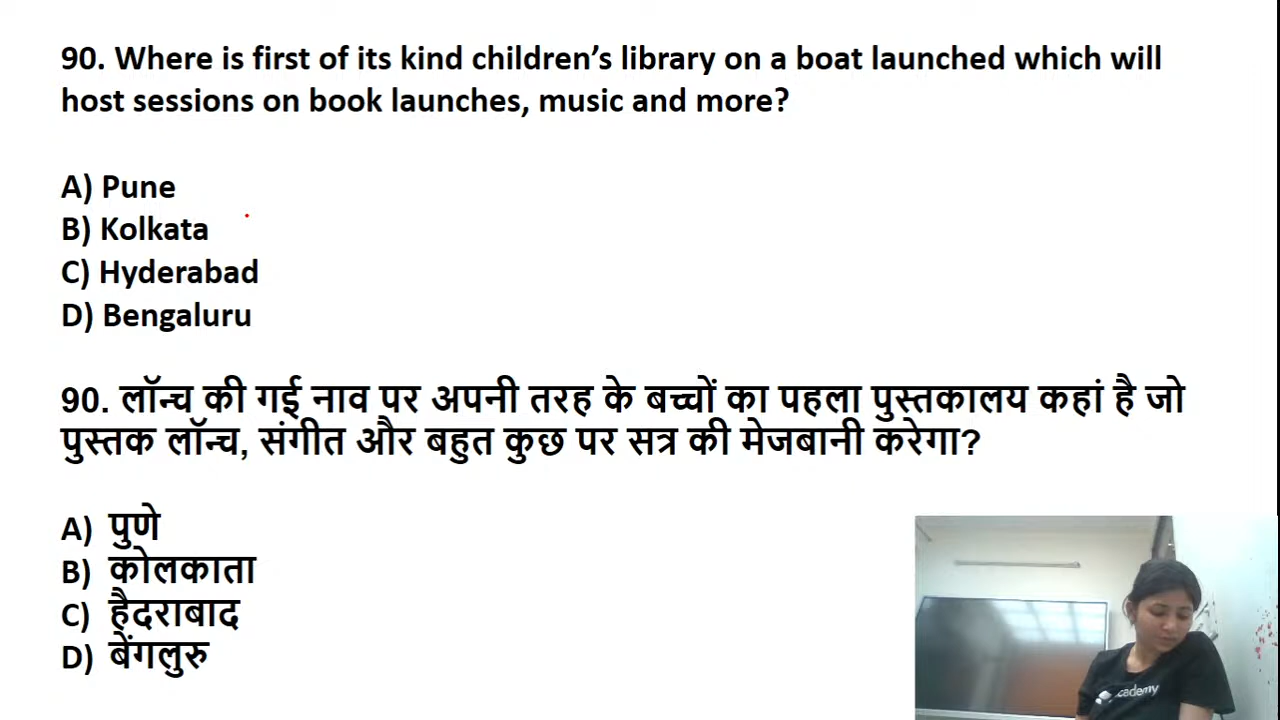 90. Where is first of its kind children’s library on a boat launched which will
host sessions on book launches, music and more?
A) Pune
B) Kolkata
C) Hyderabad
D) Bengaluru
90. लॉन्च की गई नाव पर अपनी तरह के बच्चों का पहला पुस्तकालय कहां है जो
पुस्तक लॉन्च, संगीत और बहुत कुछ पर सत्र की मेजबानी करेगा?
A) पुणे
B) कोलकाता
C) हैदराबाद
D) बेंगलुरु
cademy